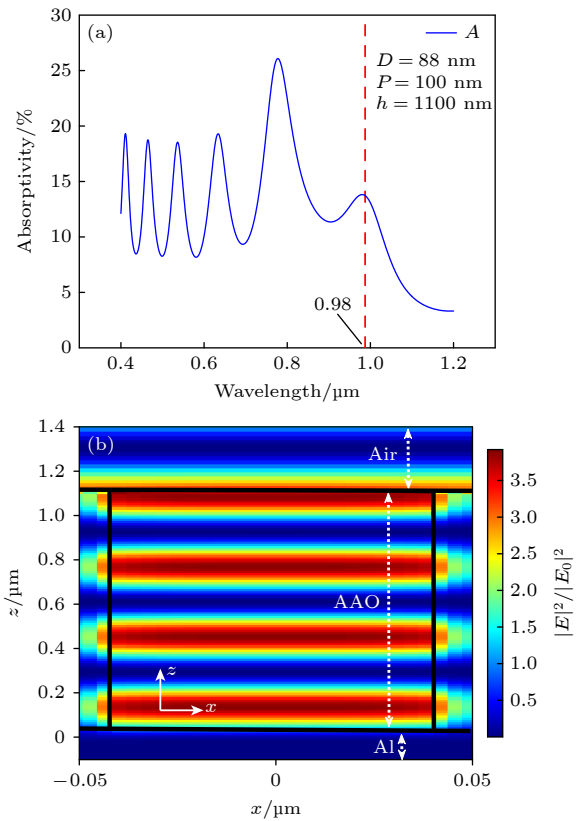 (a)
A
D = 88 nm
P = 100 nm
h = 1100 nm
30
25
20
15
10
5
0
Absorptivity/%
0.98
0.4 0.6 0.8 1.0 1.2
Wavelength/μm
(b)
Air
AAO
z
x
Al
1.4
1.2
1.0
0.8
0.6
0.4
0.2
0
z/μm
−0.05 0 0.05
x/μm
3.5
3.0
2.5
2.0
1.5
1.0
0.5
|E|²/|E₀|²